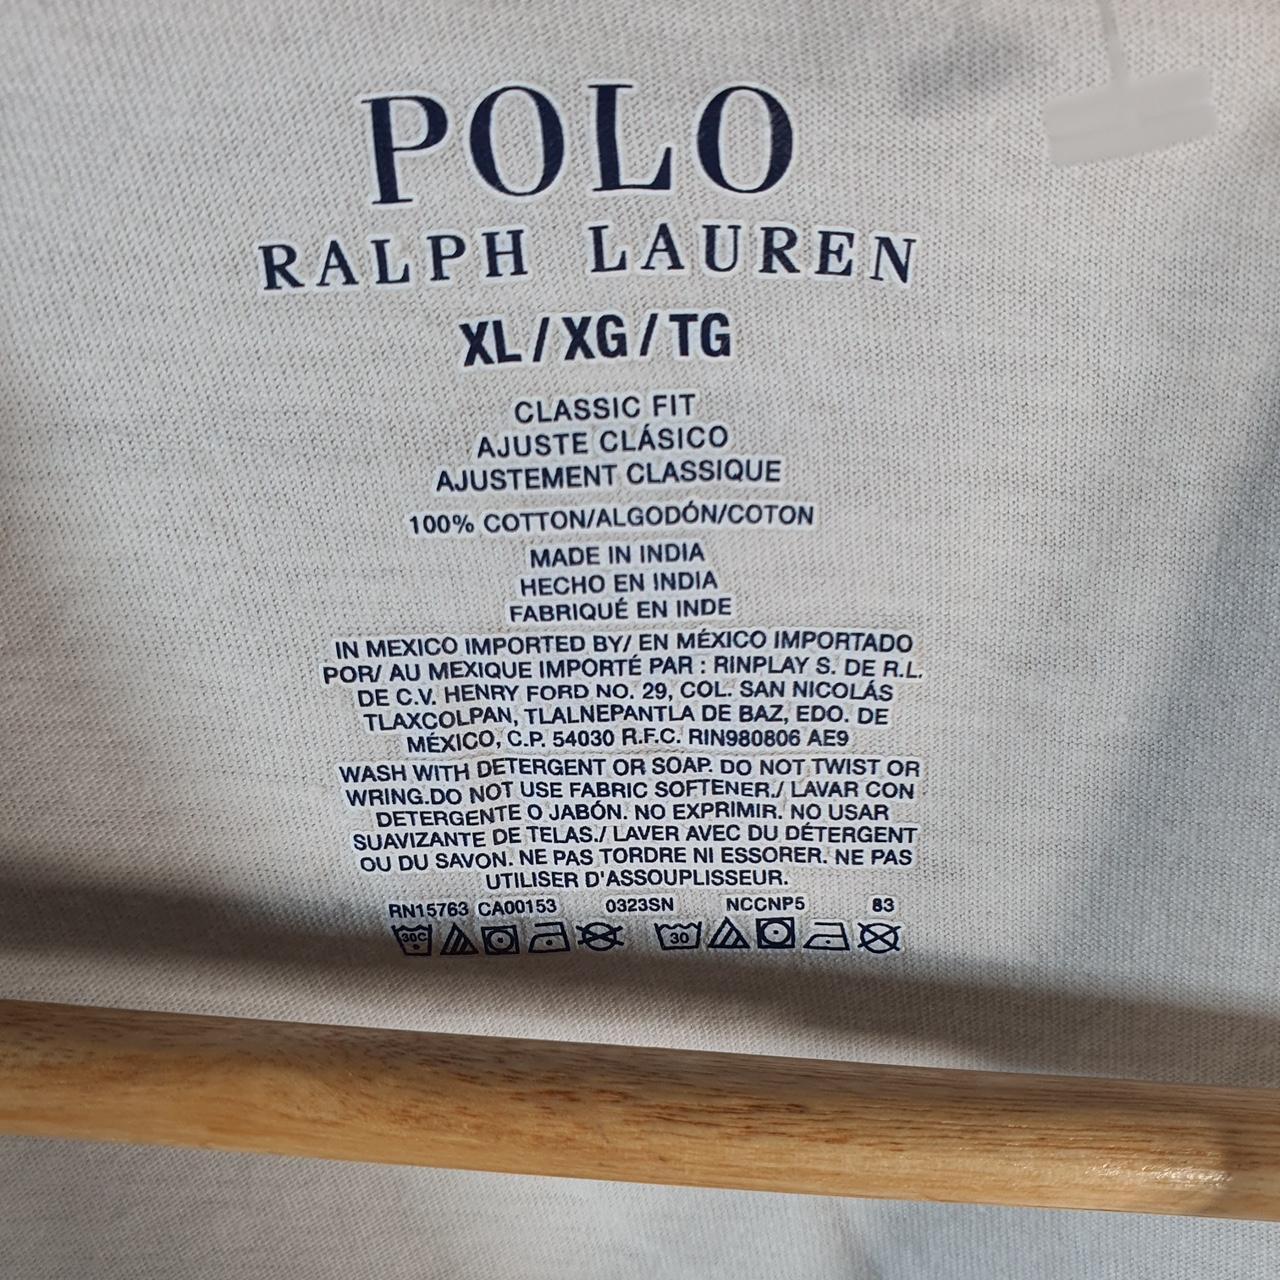 POLO
RALPH LAUREN
XL/XG/TG
CLASSIC FIT
AJUSTE CLÁSICO
AJUSTEMENT CLASSIQUE
100% COTTON/ALGODÓN/COTON
MADE IN INDIA
HECHO EN INDIA
FABRIQUÉ EN INDE
IN MEXICO IMPORTED BY/ EN MÉXICO IMPORTADO
POR/ AU MEXIQUE IMPORTÉ PAR : RINPLAY S. DE R.L.
DE C.V. HENRY FORD NO. 29, COL. SAN NICOLÁS
TLAXCOLPAN, TLALNEPANTLA DE BAZ, EDO. DE
MÉXICO, C.P. 54030 R.F.C. RIN980806 AE9
WASH WITH DETERGENT OR SOAP. DO NOT TWIST OR
WRING.DO NOT USE FABRIC SOFTENER./ LAVAR CON
DETERGENTE O JABÓN. NO EXPRIMIR. NO USAR
SUAVIZANTE DE TELAS./ LAVER AVEC DU DÉTERGENT
OU DU SAVON. NE PAS TORDRE NI ESSORER. NE PAS
UTILISER D'ASSOUPLISSEUR.
RN15763 CA00153 0323SN NCCNP5 83
30C 30